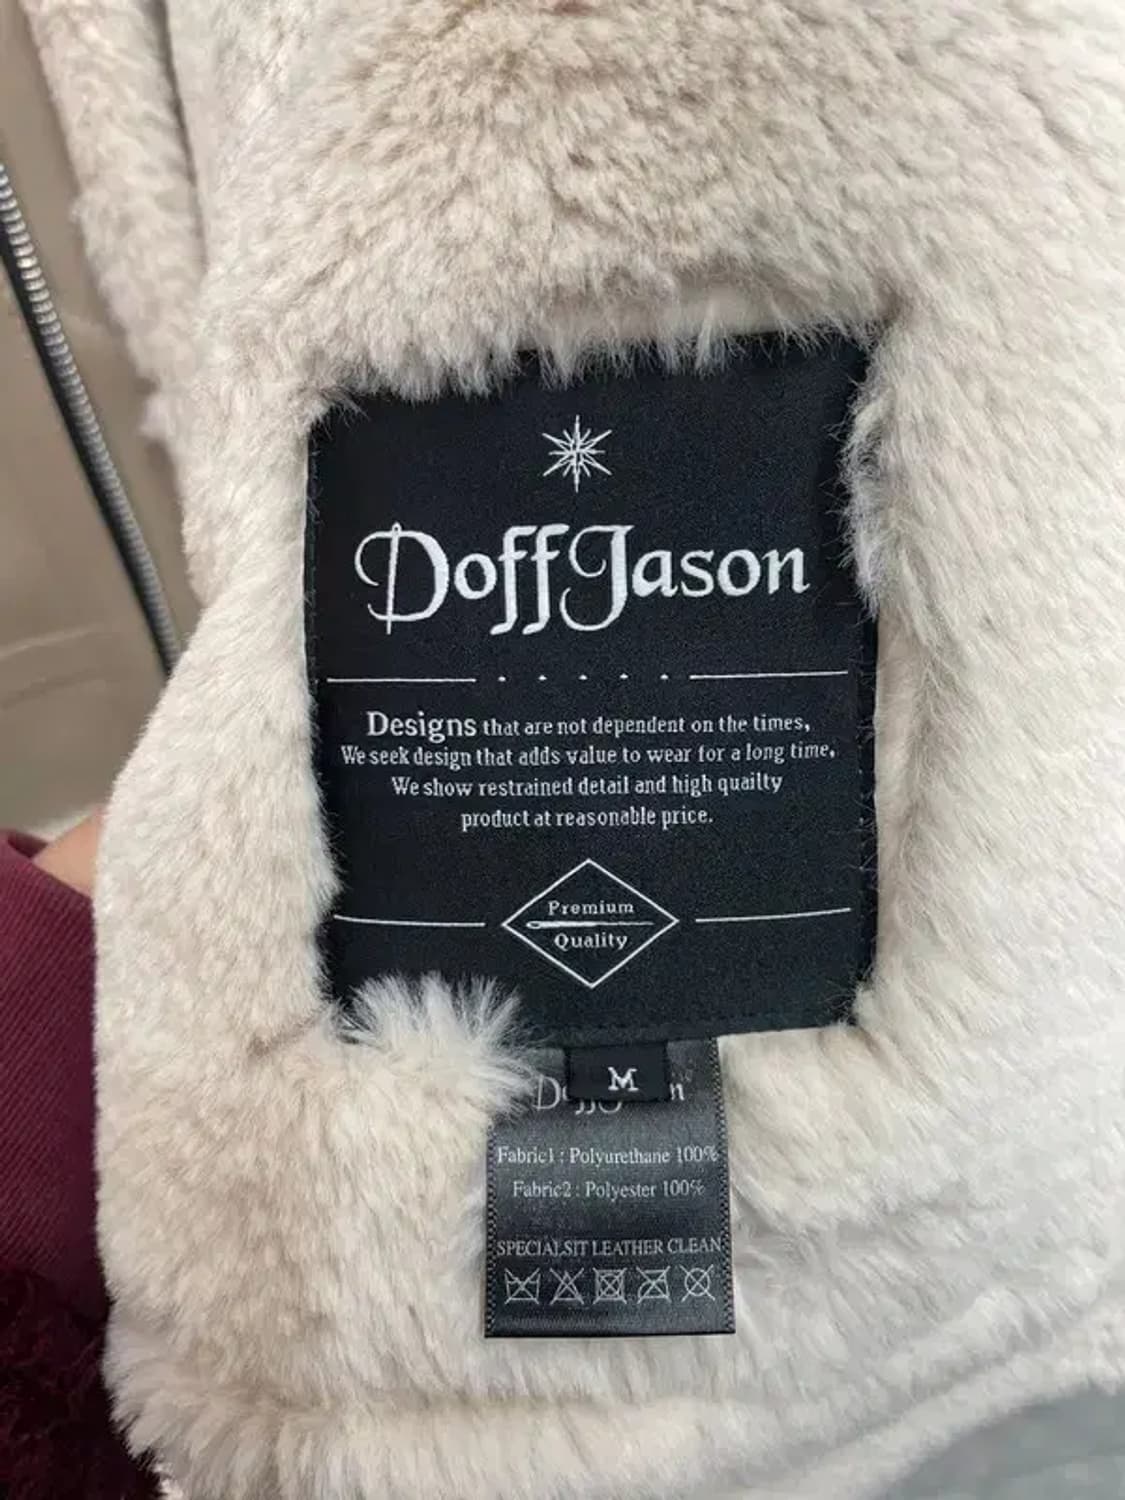 Doff Jason
Designs that are not dependent on the times,
We seek design that adds value to wear for a long time,
We show restrained detail and high quailty
product at reasonable price.
Premium
Quality
M
Fabric1 : Polyurethane 100%
Fabric2 : Polyester 100%
SPECIALSIT LEATHER CLEAN